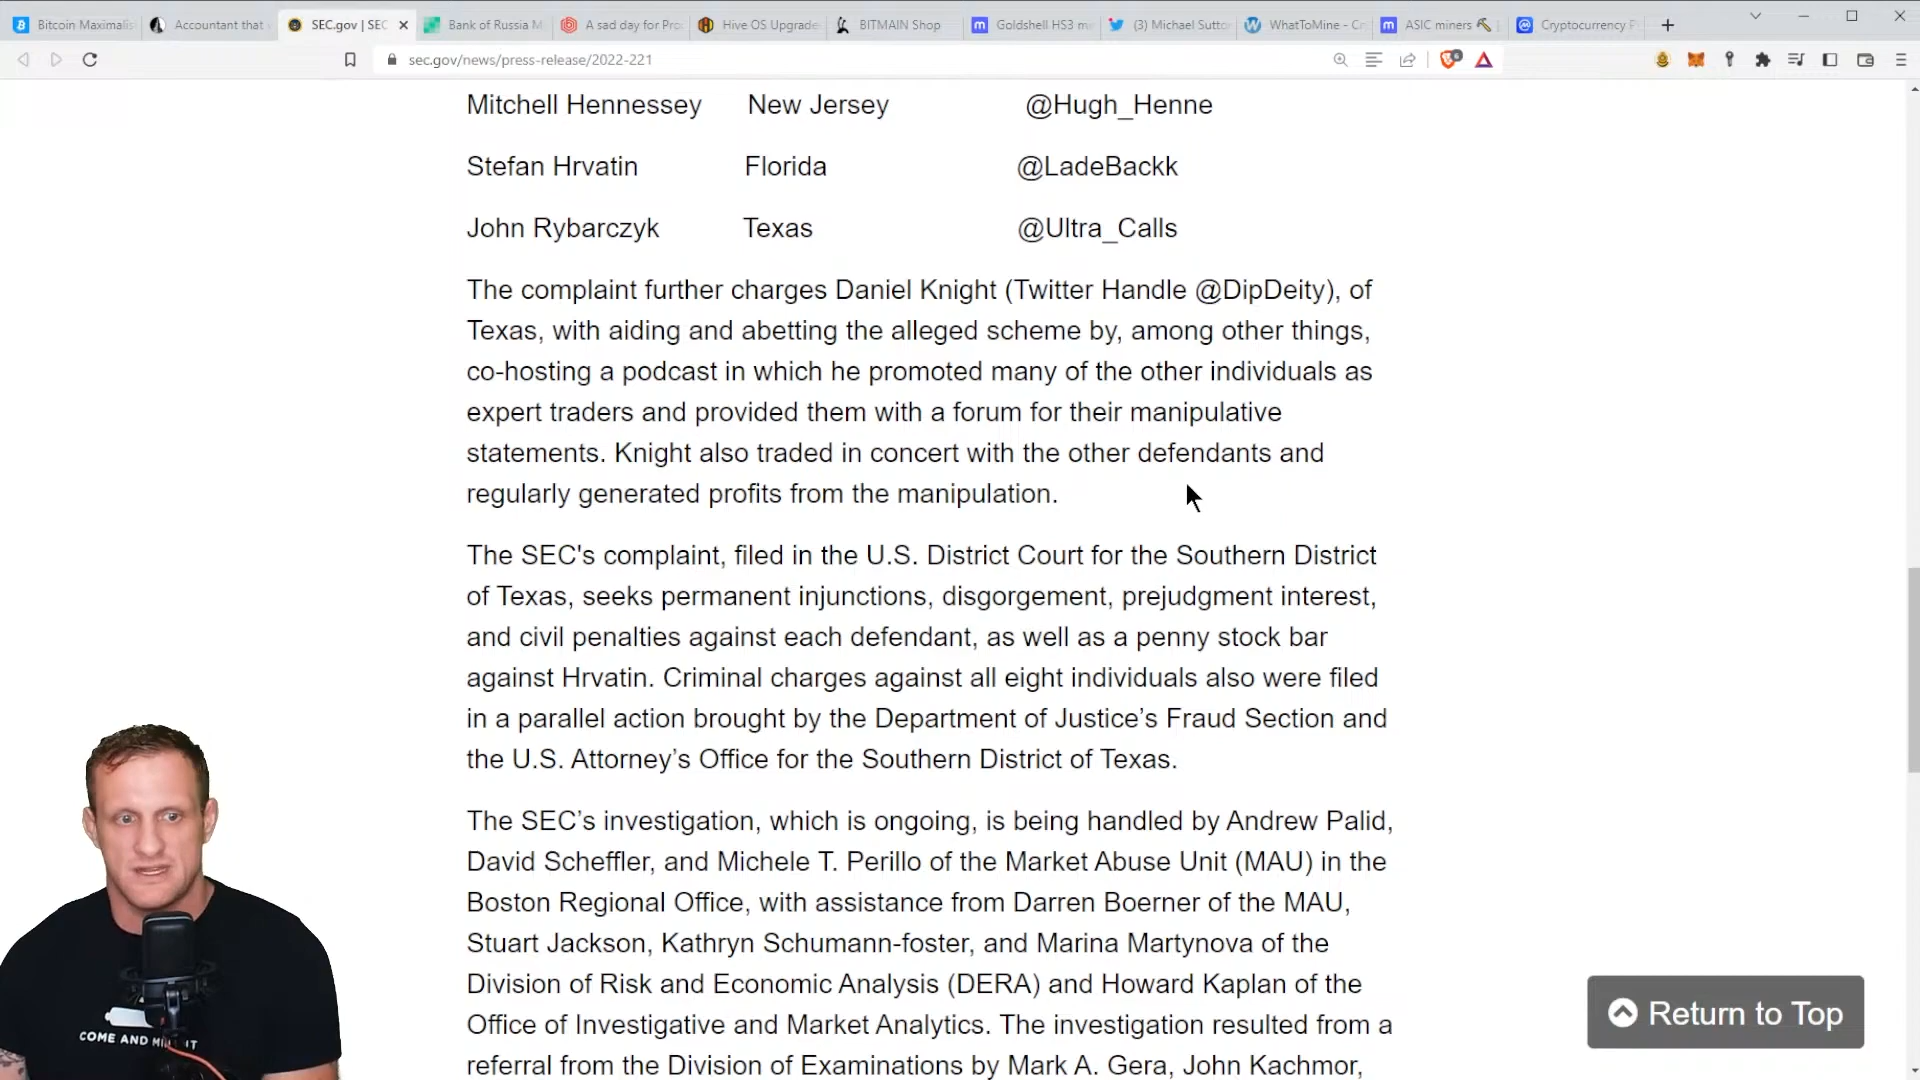 Bitcoin Maximalis Accountant that SEC.gov | SEC Bank of Russia M A sad day for Pro Hive OS Upgrade BITMAIN Shop Goldshell HS3 me (3) Michael Sutto WhatToMine - Cr ASIC miners Cryptocurrency P
sec.gov/news/press-release/2022-221
Mitchell Hennessey New Jersey @Hugh_Henne
Stefan Hrvatin Florida @LadeBackk
John Rybarczyk Texas @Ultra_Calls
The complaint further charges Daniel Knight (Twitter Handle @DipDeity), of
Texas, with aiding and abetting the alleged scheme by, among other things,
co-hosting a podcast in which he promoted many of the other individuals as
expert traders and provided them with a forum for their manipulative
statements. Knight also traded in concert with the other defendants and
regularly generated profits from the manipulation.
The SEC's complaint, filed in the U.S. District Court for the Southern District
of Texas, seeks permanent injunctions, disgorgement, prejudgment interest,
and civil penalties against each defendant, as well as a penny stock bar
against Hrvatin. Criminal charges against all eight individuals also were filed
in a parallel action brought by the Department of Justice’s Fraud Section and
the U.S. Attorney’s Office for the Southern District of Texas.
The SEC’s investigation, which is ongoing, is being handled by Andrew Palid,
David Scheffler, and Michele T. Perillo of the Market Abuse Unit (MAU) in the
Boston Regional Office, with assistance from Darren Boerner of the MAU,
Stuart Jackson, Kathryn Schumann-foster, and Marina Martynova of the
Division of Risk and Economic Analysis (DERA) and Howard Kaplan of the
Office of Investigative and Market Analytics. The investigation resulted from a
referral from the Division of Examinations by Mark A. Gera, John Kachmor,
Return to Top
COME AND